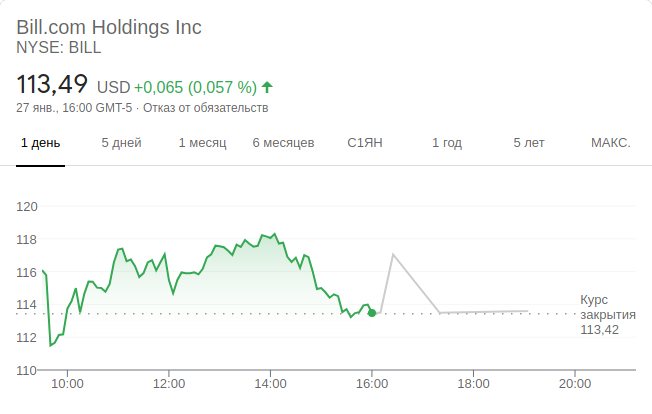 Bill.com Holdings Inc
NYSE: BILL
113,49 USD +0,065 (0,057 %)
27 янв., 16:00 GMT-5 · Отказ от обязательств
1 день 5 дней 1 месяц 6 месяцев С1ЯН 1 год 5 лет МАКС.
120
118
116
114
112
110
Курс
закрытия
113,42
10:00 12:00 14:00 16:00 18:00 20:00